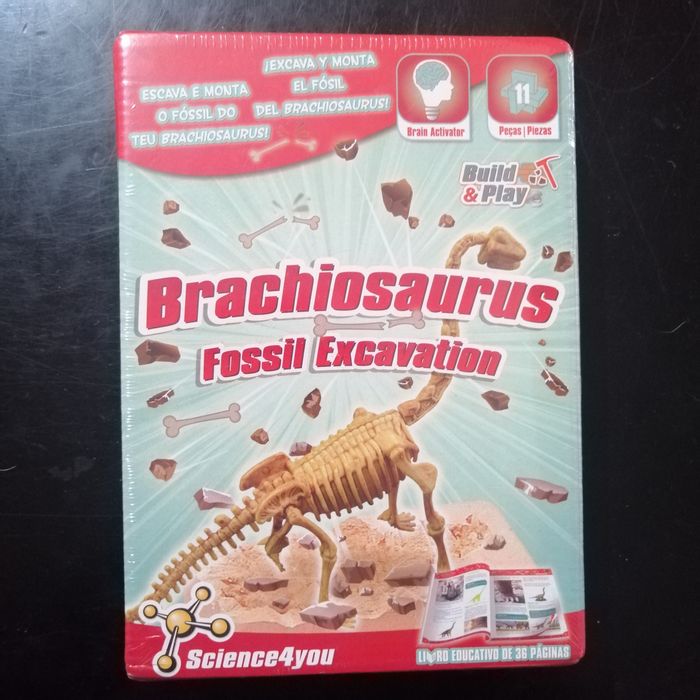 ESCAVA E MONTA
O FÓSSIL DO
TEU BRACHIOSAURUS!
¡EXCAVA Y MONTA
EL FÓSIL
DEL BRACHIOSAURUS!
Brain Activator
11
Peças | Piezas
Build
& Play
Brachiosaurus
Fossil Excavation
Science4you
LIVRO EDUCATIVO DE 36 PÁGINAS